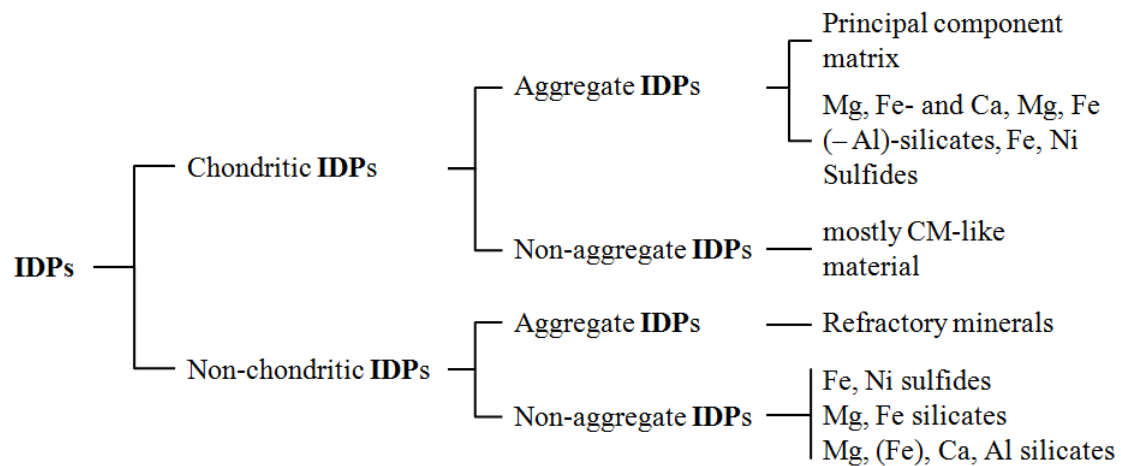 IDPs
Chondritic IDPs
Aggregate IDPs
Principal component
matrix
Mg, Fe- and Ca, Mg, Fe
(– Al)-silicates, Fe, Ni
Sulfides
Non-aggregate IDPs
mostly CM-like
material
Non-chondritic IDPs
Aggregate IDPs
Refractory minerals
Non-aggregate IDPs
Fe, Ni sulfides
Mg, Fe silicates
Mg, (Fe), Ca, Al silicates